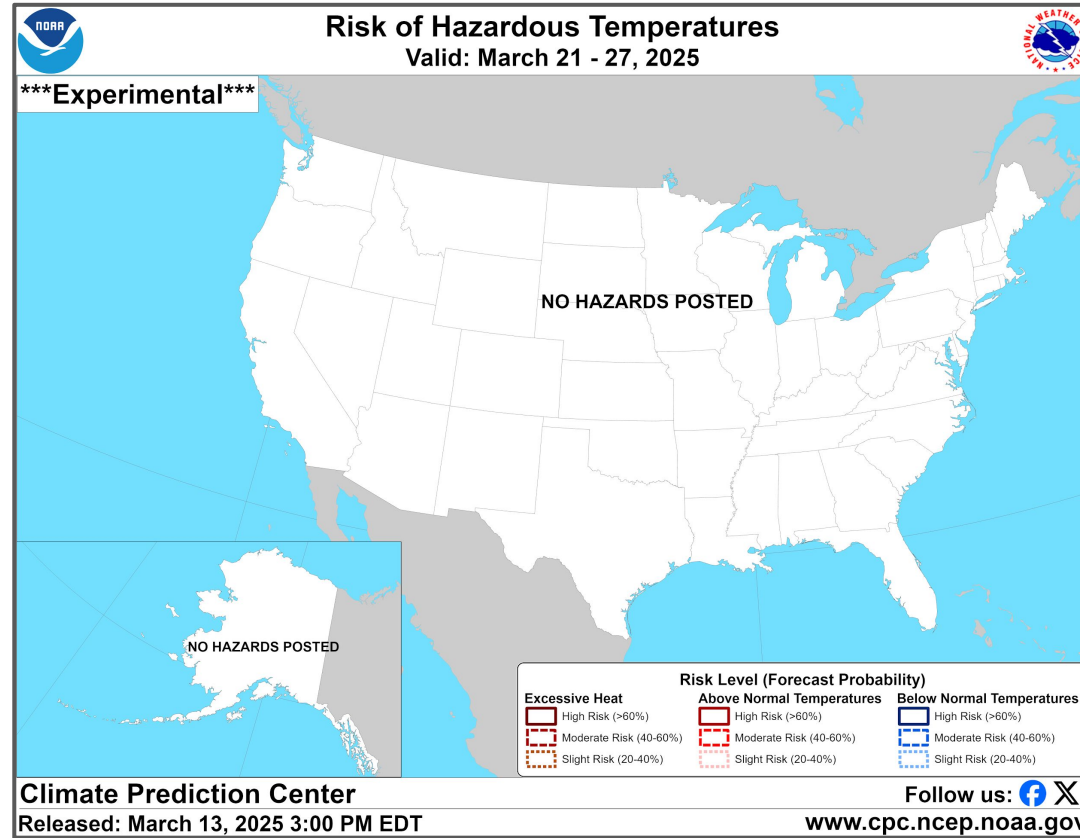 NOAA
Risk of Hazardous Temperatures
Valid: March 21 - 27, 2025
NATIONAL WEATHER
***Experimental***
NO HAZARDS POSTED
NO HAZARDS POSTED
Risk Level (Forecast Probability)
Excessive Heat Above Normal Temperatures Below Normal Temperatures
High Risk (>60%) High Risk (>60%) High Risk (>60%)
Moderate Risk (40-60%) Moderate Risk (40-60%) Moderate Risk (40-60%)
Slight Risk (20-40%) Slight Risk (20-40%) Slight Risk (20-40%)
Climate Prediction Center Follow us:
Released: March 13, 2025 3:00 PM EDT www.cpc.ncep.noaa.gov